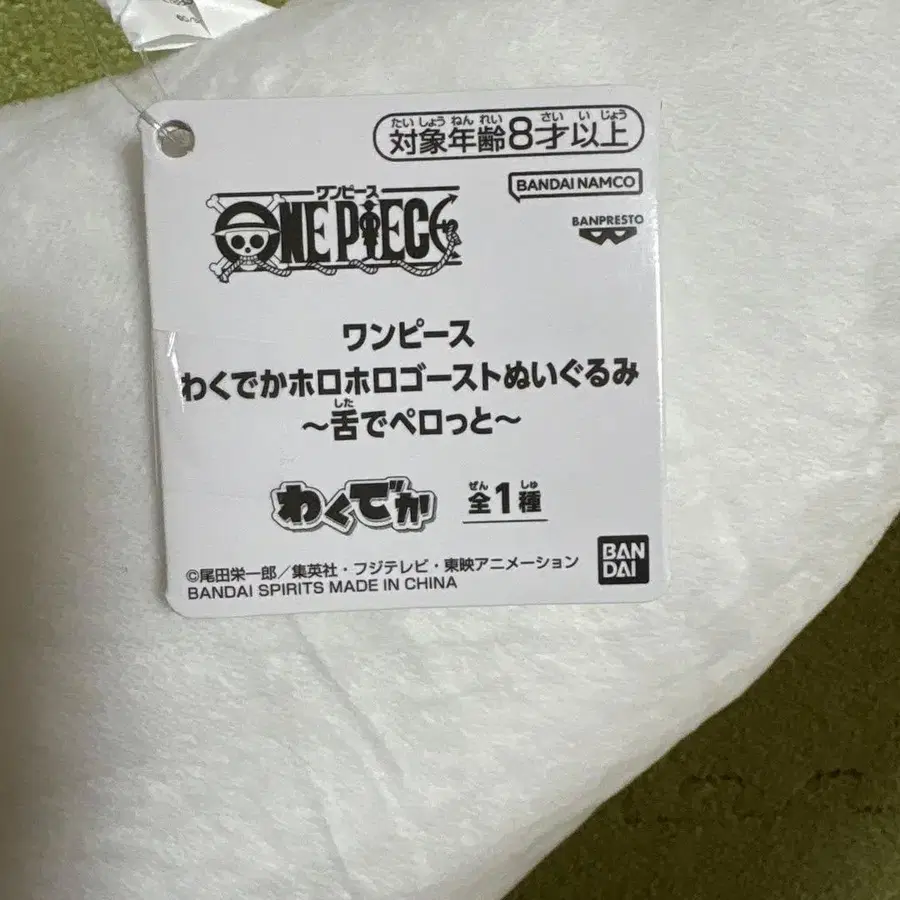 たいしょうねんれい さい いじょう
対象年齢8才以上
BANDAI NAMCO
BANPRESTO
ワンピース
ONE PIECE
ワンピース
わくでかホロホロゴーストぬいぐるみ
した
～舌でペロっと～
わくでか
ぜん しゅ
全1種
BAN
DAI
©尾田栄一郎／集英社・フジテレビ・東映アニメーション
BANDAI SPIRITS MADE IN CHINA